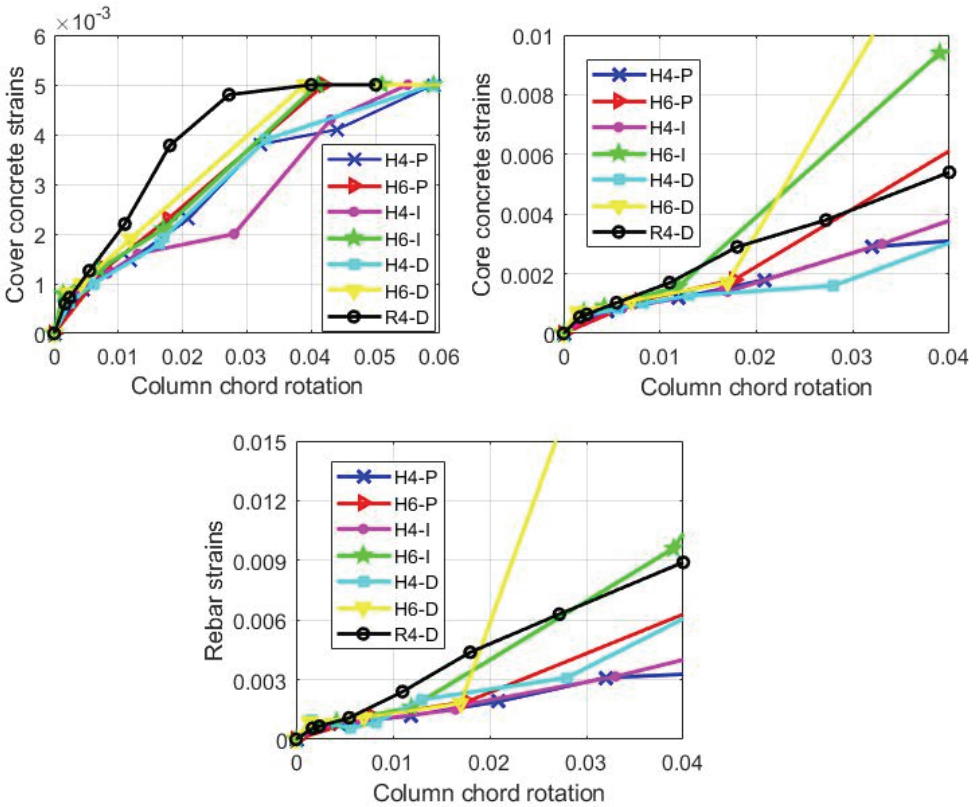 ×10⁻³
6
5
4
3
2
1
0
0 0.01 0.02 0.03 0.04 0.05 0.06
Cover concrete strains
Column chord rotation
H4-P
H6-P
H4-I
H6-I
H4-D
H6-D
R4-D
0.01
0.008
0.006
0.004
0.002
0
0 0.01 0.02 0.03 0.04
Core concrete strains
Column chord rotation
H4-P
H6-P
H4-I
H6-I
H4-D
H6-D
R4-D
0.015
0.012
0.009
0.006
0.003
0
0 0.01 0.02 0.03 0.04
Rebar strains
Column chord rotation
H4-P
H6-P
H4-I
H6-I
H4-D
H6-D
R4-D